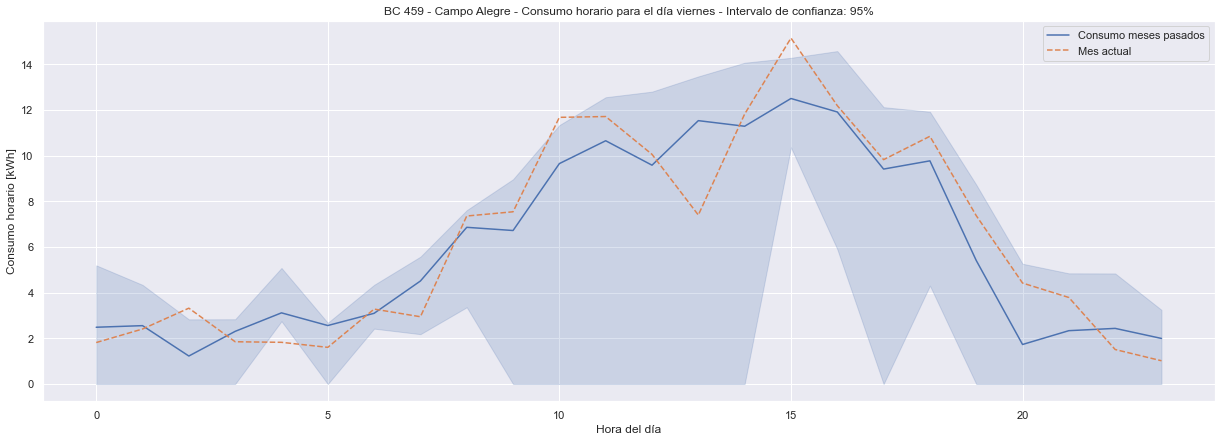 BC 459 - Campo Alegre - Consumo horario para el día viernes - Intervalo de confianza: 95%
Consumo meses pasados
Mes actual
Consumo horario [kWh]
14
12
10
8
6
4
2
0
0 5 10 15 20
Hora del día